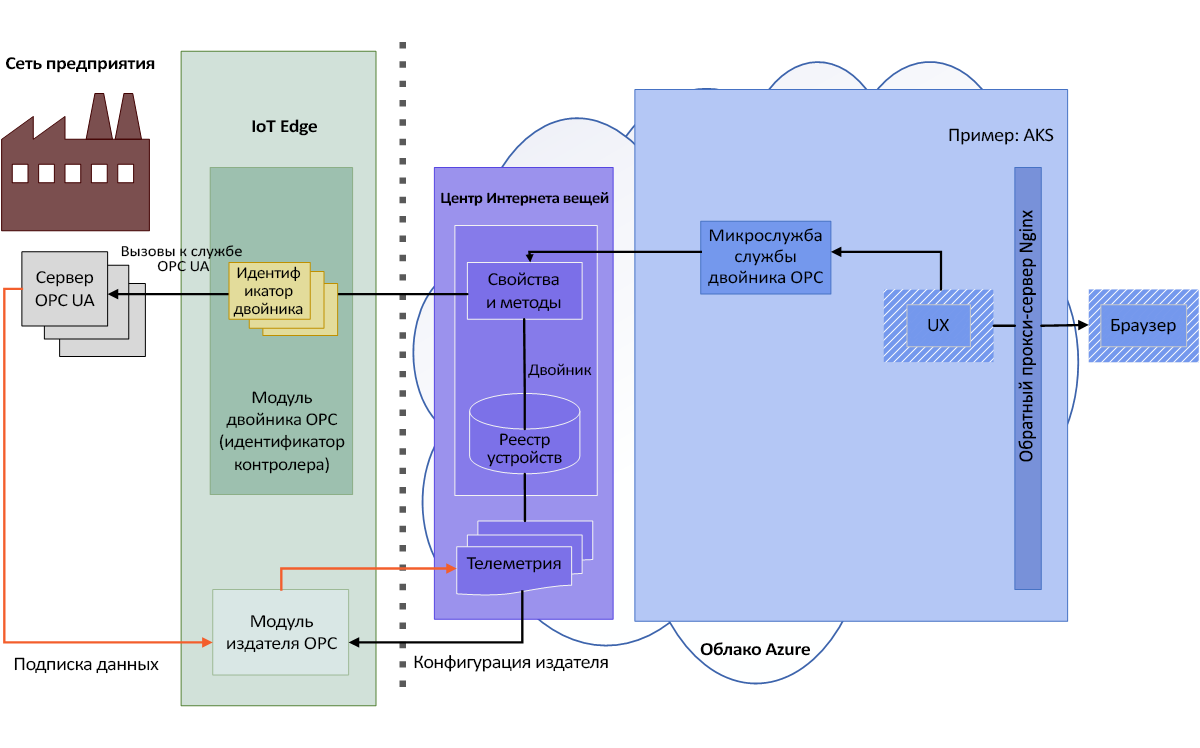 Сеть предприятия
IoT Edge
Пример: AKS
Центр Интернета вещей
Вызовы к службе
OPC UA
Сервер
OPC UA
Идентиф
икатор
двойника
Свойства
и методы
Микрослужба
службы
двойника OPC
UX
Обратный прокси-сервер Nginx
Браузер
Двойник
Модуль
двойника OPC
(идентификатор
контролера)
Реестр
устройств
Телеметрия
Модуль
издателя OPC
Подписка данных
Конфигурация издателя
Облако Azure